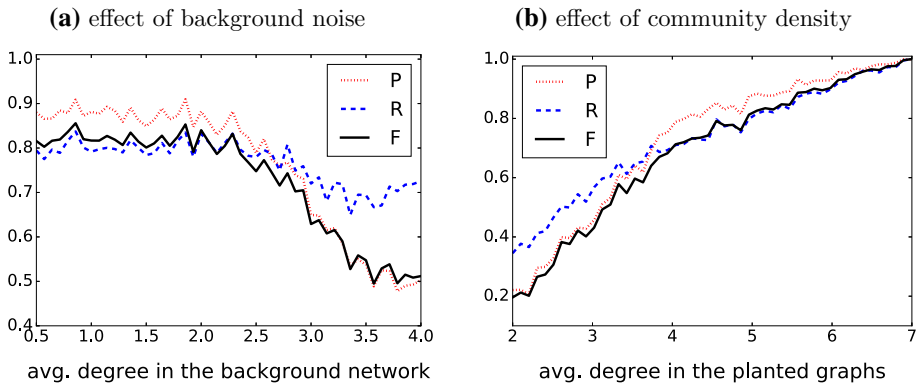 (a) effect of background noise
1.0
0.9
0.8
0.7
0.6
0.5
0.4
0.5 1.0 1.5 2.0 2.5 3.0 3.5 4.0
P
R
F
avg. degree in the background network
(b) effect of community density
1.0
0.8
0.6
0.4
0.2
2 3 4 5 6 7
P
R
F
avg. degree in the planted graphs